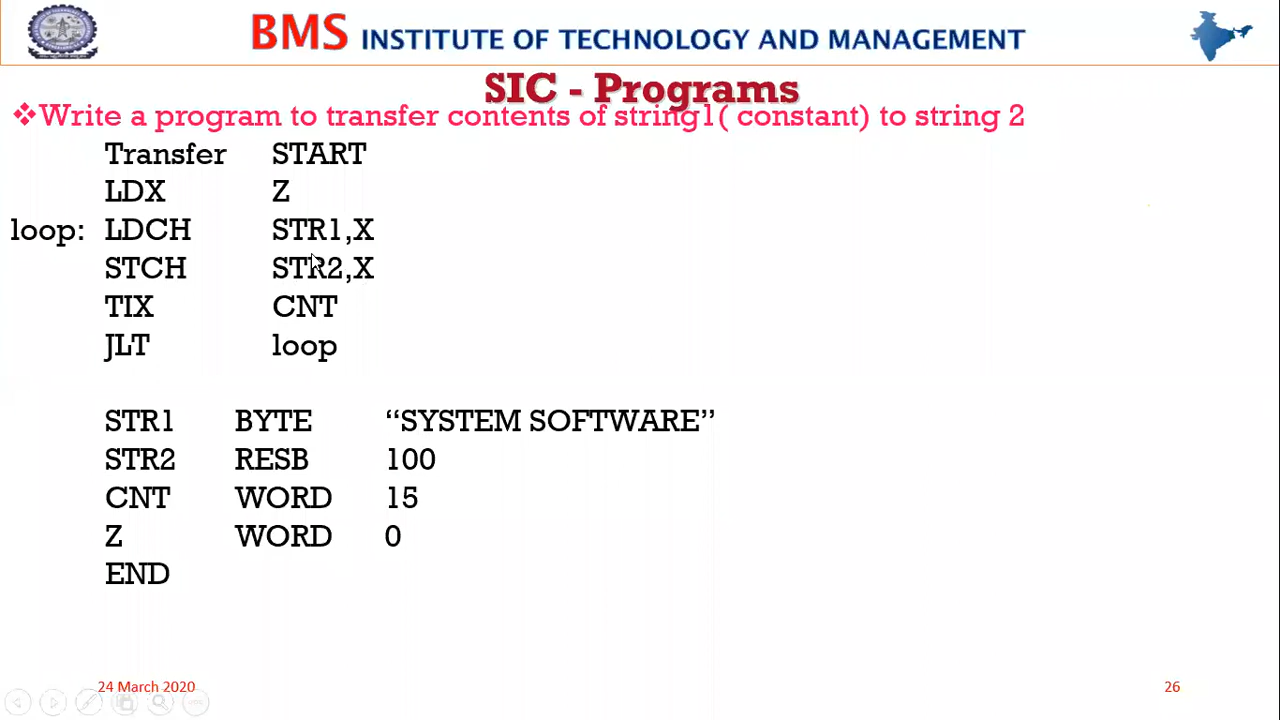 BMS INSTITUTE OF TECHNOLOGY AND MANAGEMENT
SIC - Programs
❖Write a program to transfer contents of string1( constant) to string 2
Transfer START
LDX Z
loop: LDCH STR1,X
STCH STR2,X
TIX CNT
JLT loop
STR1 BYTE “SYSTEM SOFTWARE”
STR2 RESB 100
CNT WORD 15
Z WORD 0
END
24 March 2020 26